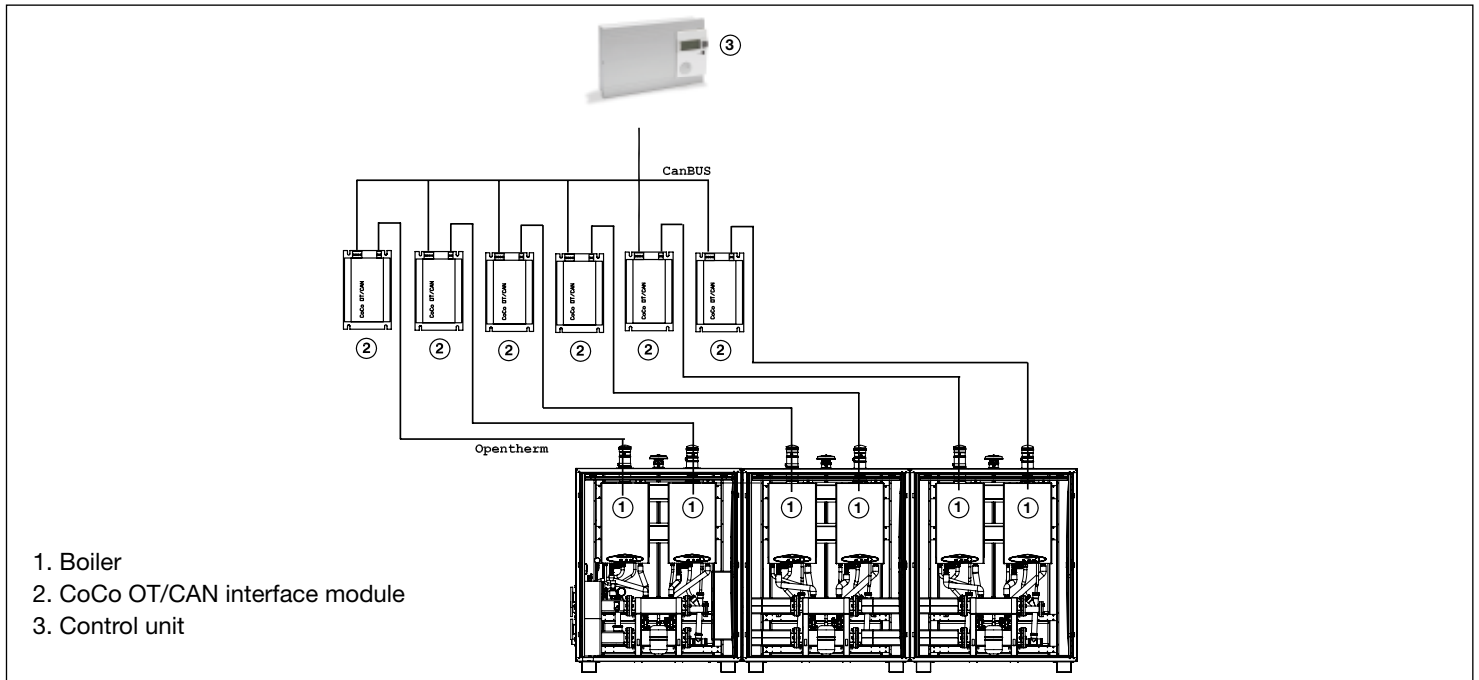 3
CanBUS
CoCo OT/CAN
CoCo OT/CAN
CoCo OT/CAN
CoCo OT/CAN
CoCo OT/CAN
CoCo OT/CAN
2
2
2
2
2
2
Opentherm
1
1
1
1
1
1
1. Boiler
2. CoCo OT/CAN interface module
3. Control unit